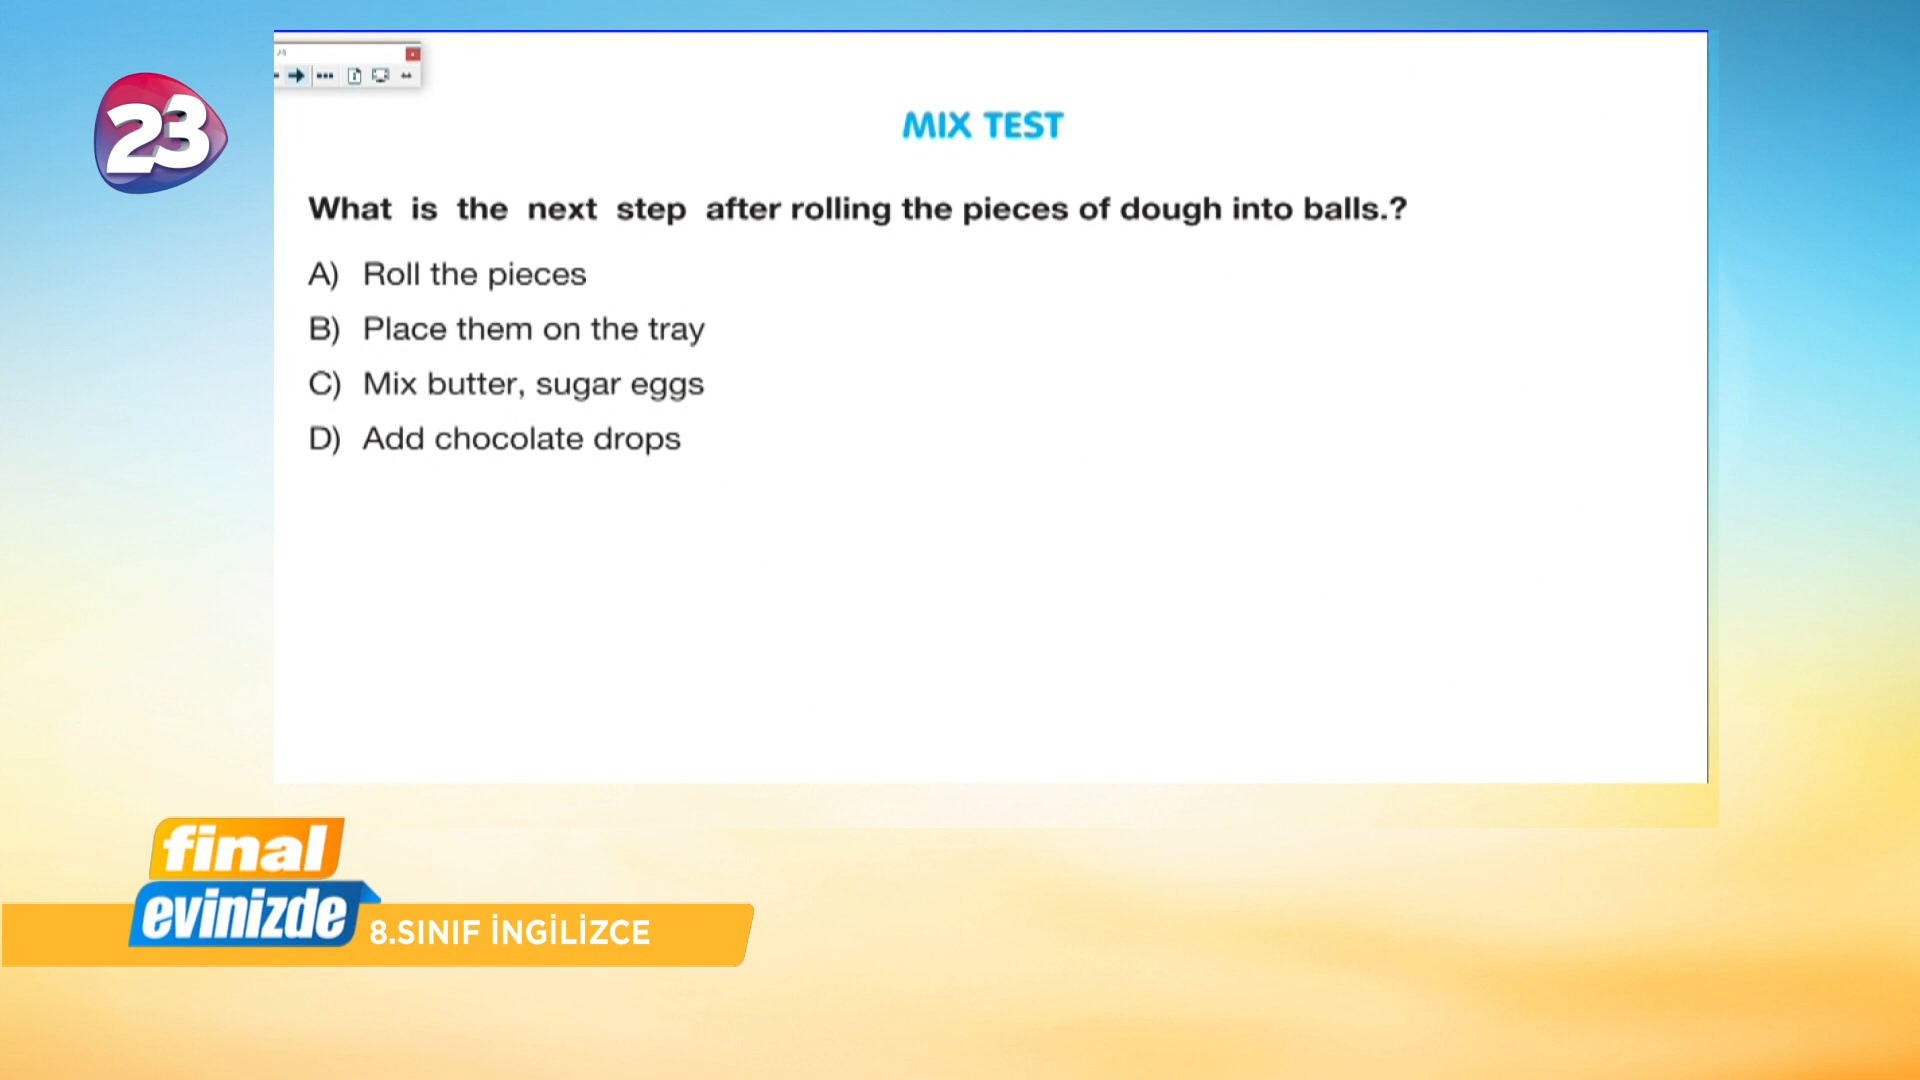 23
MIX TEST
What is the next step after rolling the pieces of dough into balls.?
A) Roll the pieces
B) Place them on the tray
C) Mix butter, sugar eggs
D) Add chocolate drops
final
evinizde
8.SINIF İNGİLİZCE